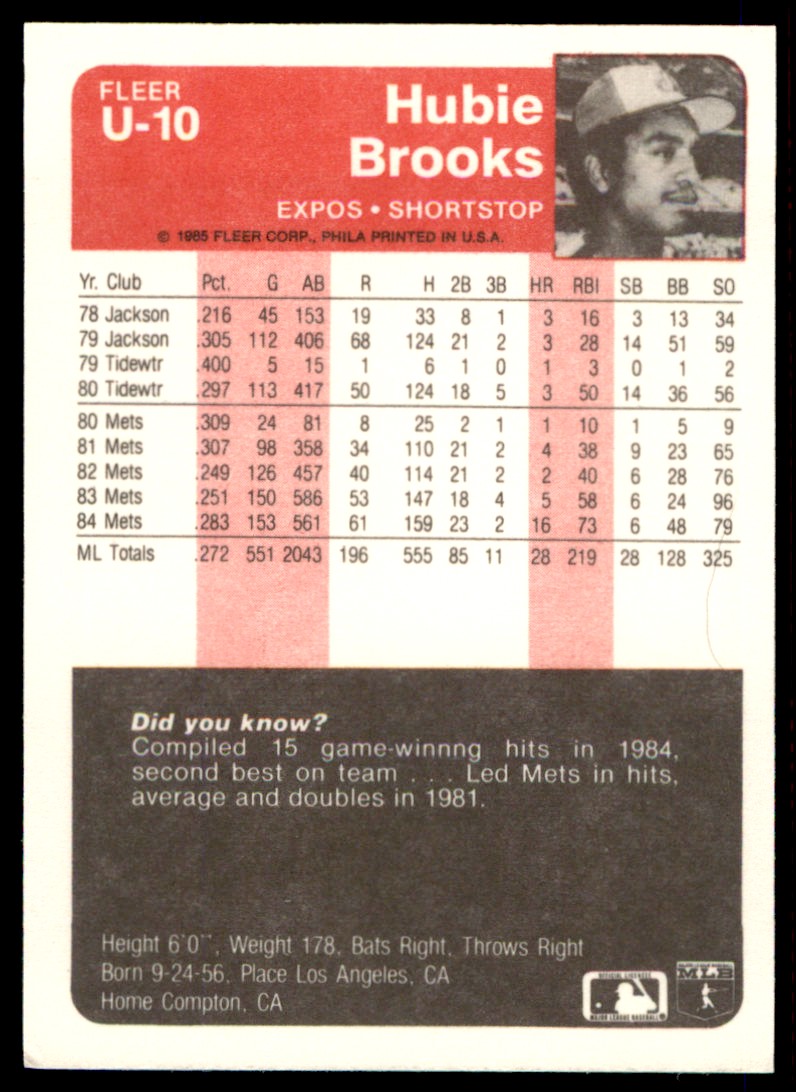 FLEER
U-10
Hubie
Brooks
EXPOS • SHORTSTOP
© 1985 FLEER CORP., PHILA PRINTED IN U.S.A.
Yr. Club Pct. G AB R H 2B 3B HR RBI SB BB SO
78 Jackson .216 45 153 19 33 8 1 3 16 3 13 34
79 Jackson .305 112 406 68 124 21 2 3 28 14 51 59
79 Tidewtr .400 5 15 1 6 1 0 1 3 0 1 2
80 Tidewtr .297 113 417 50 124 18 5 3 50 14 36 56
80 Mets .309 24 81 8 25 2 1 1 10 1 5 9
81 Mets .307 98 358 34 110 21 2 4 38 9 23 65
82 Mets .249 126 457 40 114 21 2 2 40 6 28 76
83 Mets .251 150 586 53 147 18 4 5 58 6 24 96
84 Mets .283 153 561 61 159 23 2 16 73 6 48 79
ML Totals .272 551 2043 196 555 85 11 28 219 28 128 325
Did you know?
Compiled 15 game-winnng hits in 1984,
second best on team . . . Led Mets in hits,
average and doubles in 1981.
Height 6'0", Weight 178, Bats Right, Throws Right
Born 9-24-56, Place Los Angeles, CA
Home Compton, CA
OFFICIAL LICENSEE
MAJOR LEAGUE BASEBALL
MLB